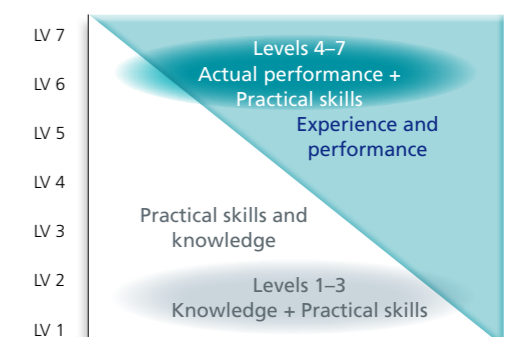 LV 7
LV 6
LV 5
LV 4
LV 3
LV 2
LV 1
Levels 4–7
Actual performance +
Practical skills
Experience and
performance
Practical skills and
knowledge
Levels 1–3
Knowledge + Practical skills